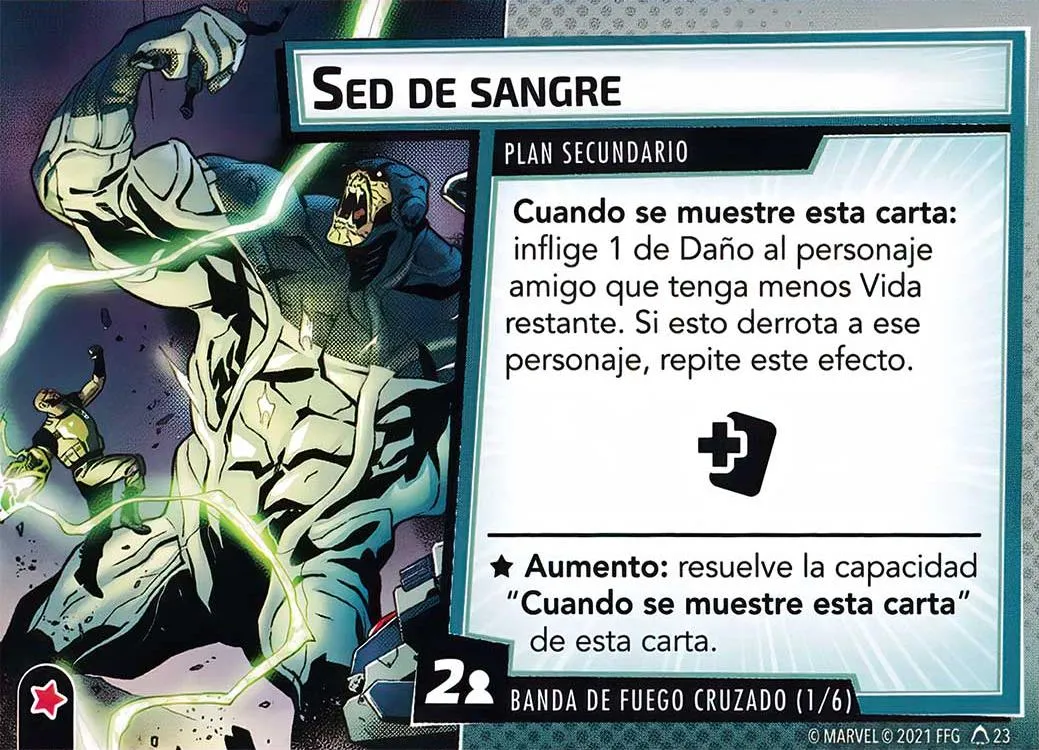 SED DE SANGRE
PLAN SECUNDARIO
Cuando se muestre esta carta:
inflige 1 de Daño al personaje
amigo que tenga menos Vida
restante. Si esto derrota a ese
personaje, repite este efecto.
★ Aumento: resuelve la capacidad
"Cuando se muestre esta carta"
de esta carta.
2
BANDA DE FUEGO CRUZADO (1/6)
© MARVEL © 2021 FFG 23